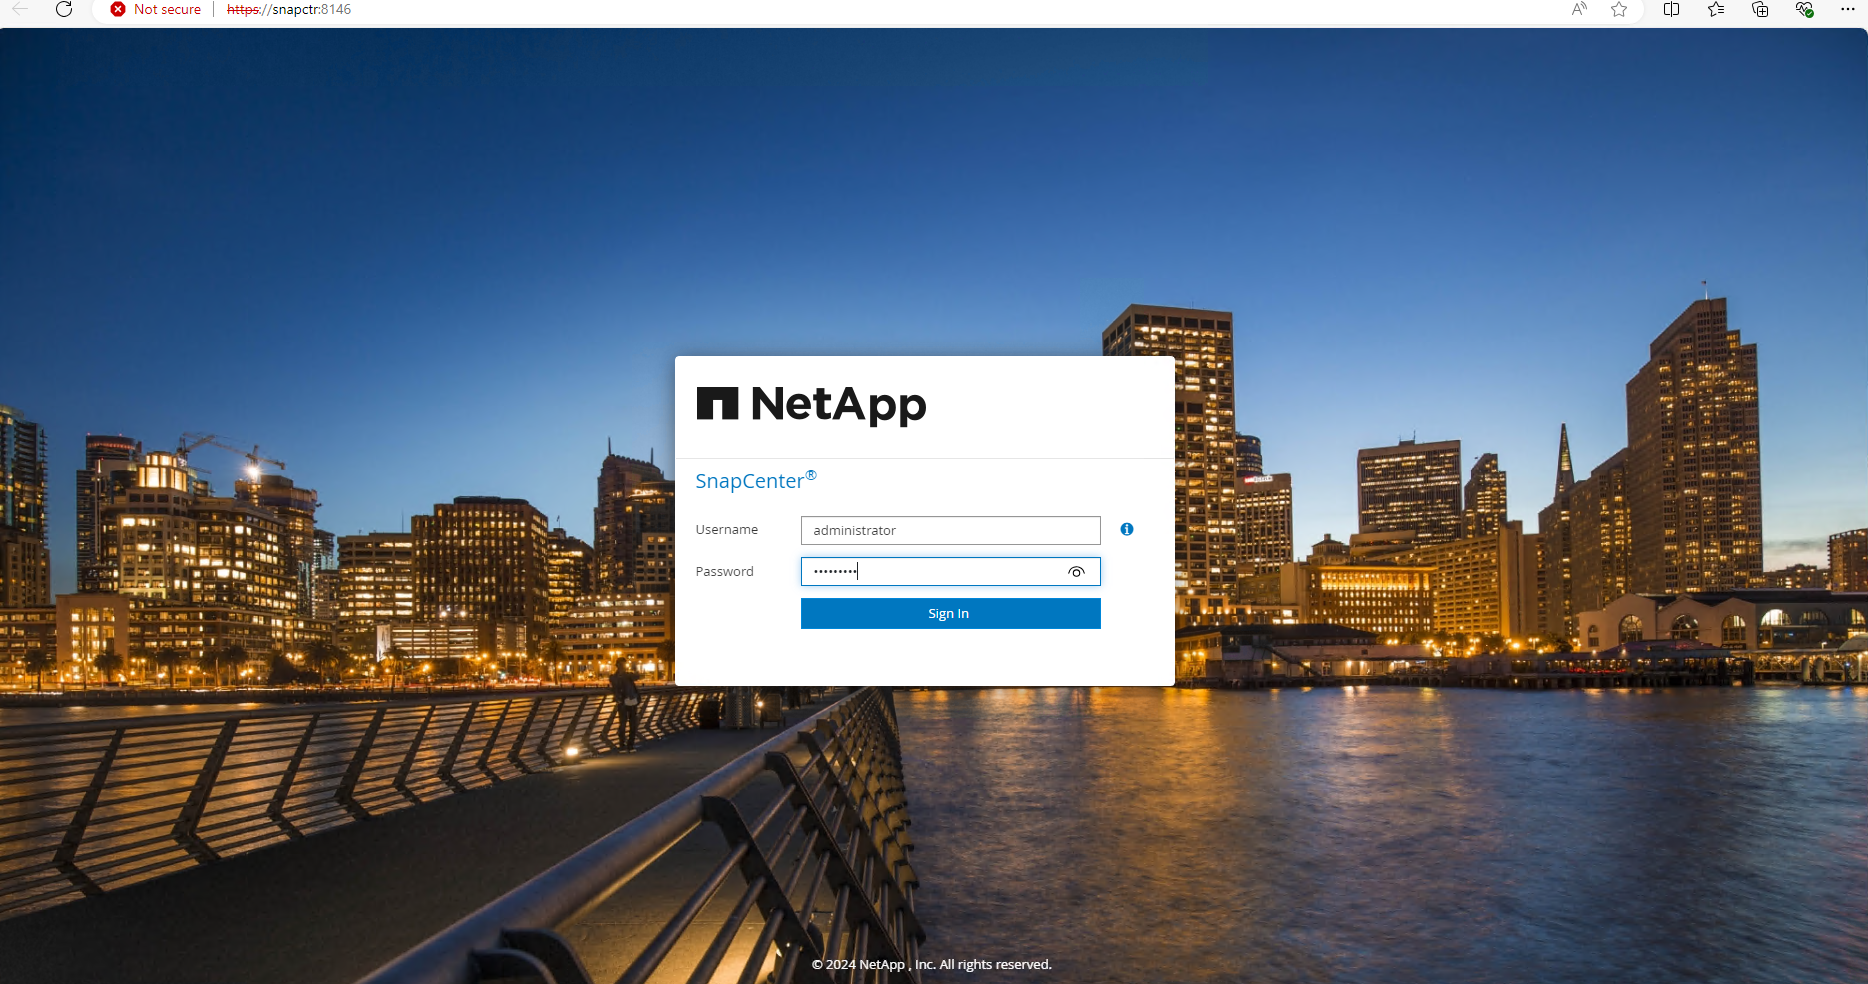 Not secure https://snapctr:8146
NetApp
SnapCenter®
Username administrator
Password •••••••••
Sign In
© 2024 NetApp , Inc. All rights reserved.